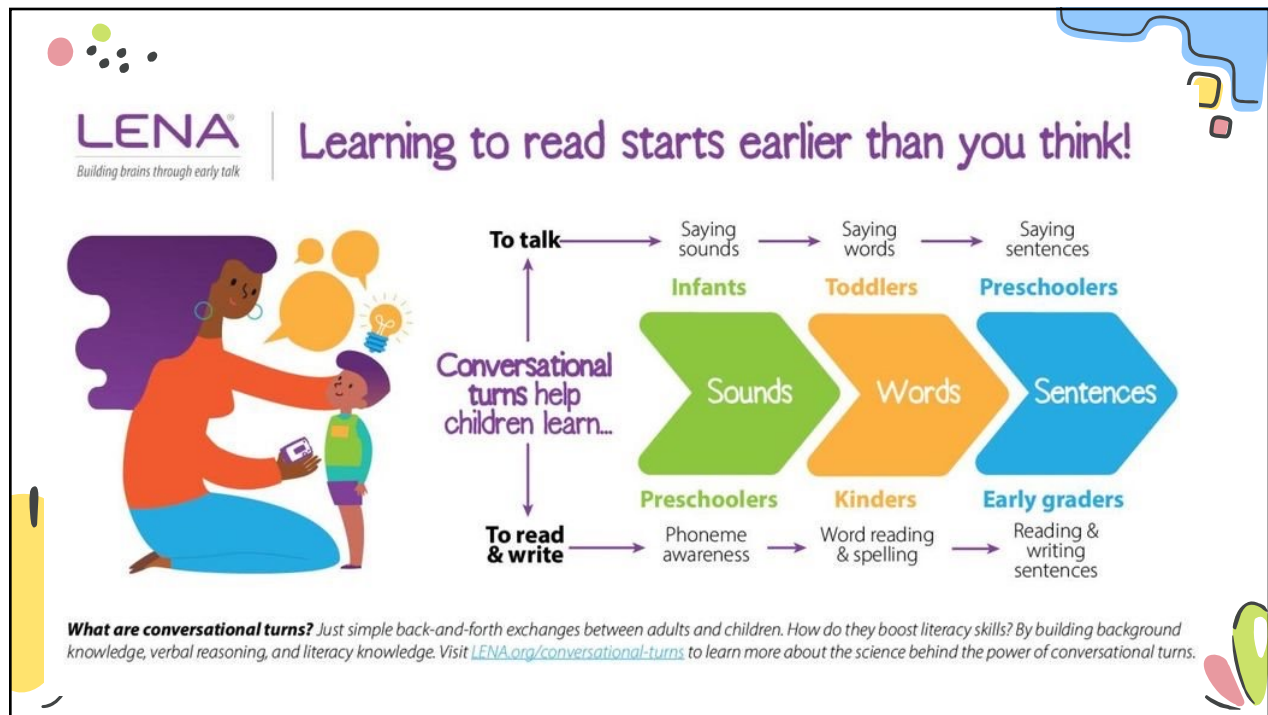 LENA®
Building brains through early talk
Learning to read starts earlier than you think!
To talk
Saying
sounds
Saying
words
Saying
sentences
Infants
Toddlers
Preschoolers
Conversational
turns help
children learn...
Sounds
Words
Sentences
Preschoolers
Kinders
Early graders
To read
& write
Phoneme
awareness
Word reading
& spelling
Reading &
writing
sentences
What are conversational turns? Just simple back-and-forth exchanges between adults and children. How do they boost literacy skills? By building background
knowledge, verbal reasoning, and literacy knowledge. Visit LENA.org/conversational-turns to learn more about the science behind the power of conversational turns.